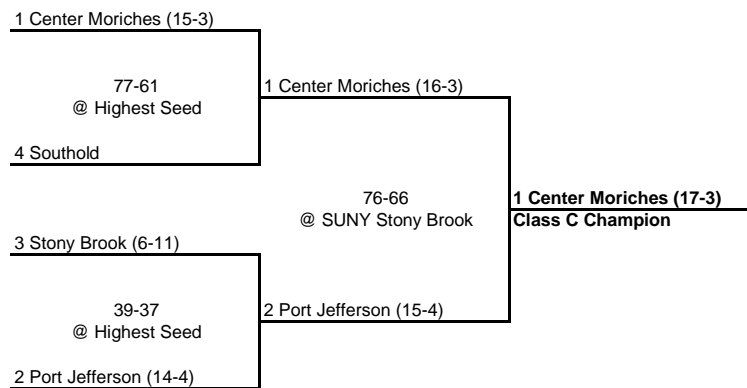 1 Center Moriches (15-3)
77-61
@ Highest Seed
1 Center Moriches (16-3)
4 Southold
76-66
@ SUNY Stony Brook
1 Center Moriches (17-3)
Class C Champion
3 Stony Brook (6-11)
39-37
@ Highest Seed
2 Port Jefferson (15-4)
2 Port Jefferson (14-4)